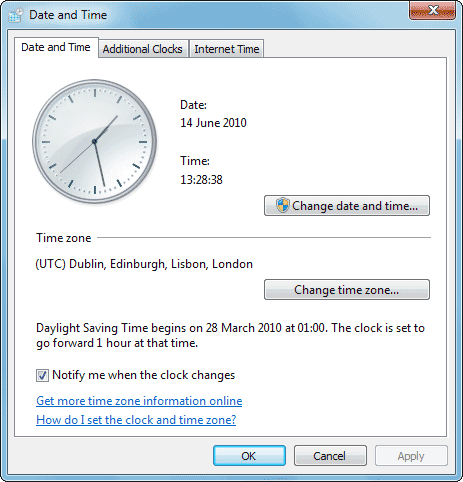 Date and Time
Date and Time
Additional Clocks
Internet Time
Date:
14 June 2010
Time:
13:28:38
Change date and time...
Time zone
(UTC) Dublin, Edinburgh, Lisbon, London
Change time zone...
Daylight Saving Time begins on 28 March 2010 at 01:00. The clock is set to
go forward 1 hour at that time.
Notify me when the clock changes
Get more time zone information online
How do I set the clock and time zone?
OK
Cancel
Apply